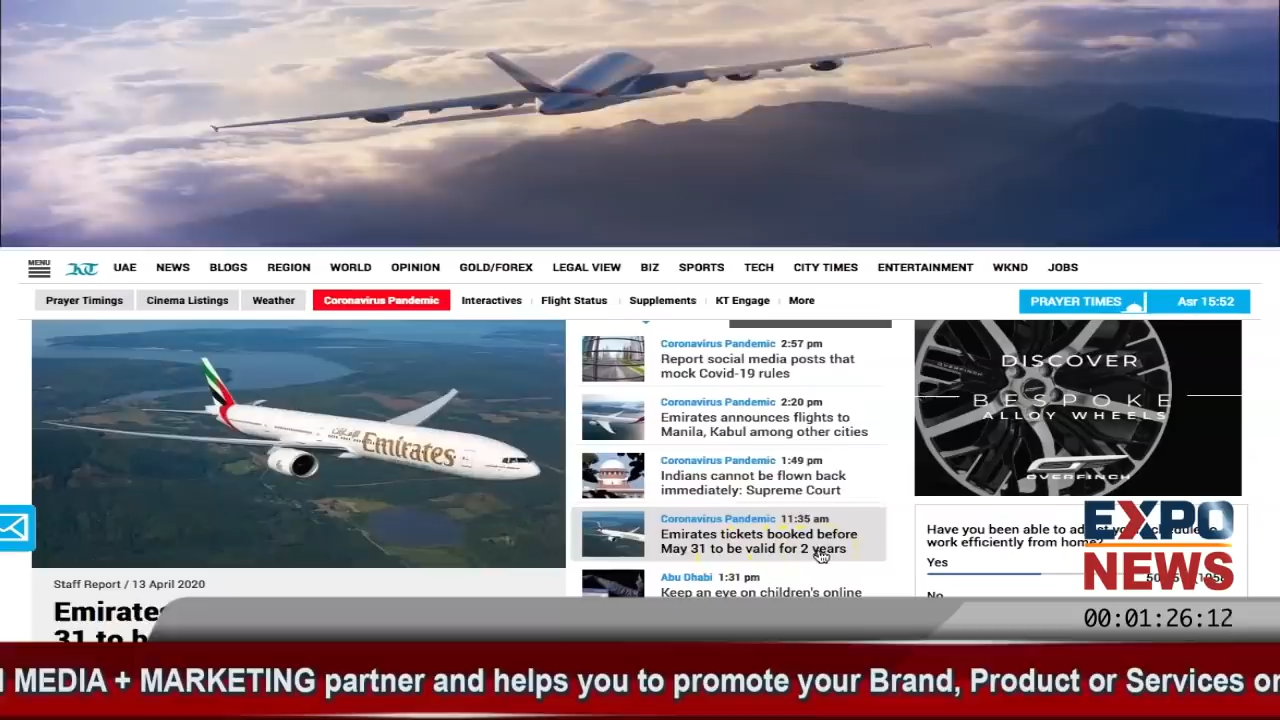 MENU
KT
UAE NEWS BLOGS REGION WORLD OPINION GOLD/FOREX LEGAL VIEW BIZ SPORTS TECH CITY TIMES ENTERTAINMENT WKND JOBS
Prayer Timings Cinema Listings Weather Coronavirus Pandemic Interactives Flight Status Supplements KT Engage More PRAYER TIMES Asr 15:52
Emirates
Staff Report / 13 April 2020
Emirates
31 to b
Coronavirus Pandemic 2:57 pm
Report social media posts that
mock Covid-19 rules
Coronavirus Pandemic 2:20 pm
Emirates announces flights to
Manila, Kabul among other cities
Coronavirus Pandemic 1:49 pm
Indians cannot be flown back
immediately: Supreme Court
Coronavirus Pandemic 11:35 am
Emirates tickets booked before
May 31 to be valid for 2 years
Abu Dhabi 1:31 pm
Keep an eye on children's online
DISCOVER
BESPOKE
ALLOY WHEELS
OVERFINCH
Have you been able to
work efficiently from home?
Yes
No
EXPO
NEWS
00:01:26:12
MEDIA + MARKETING partner and helps you to promote your Brand, Product or Services